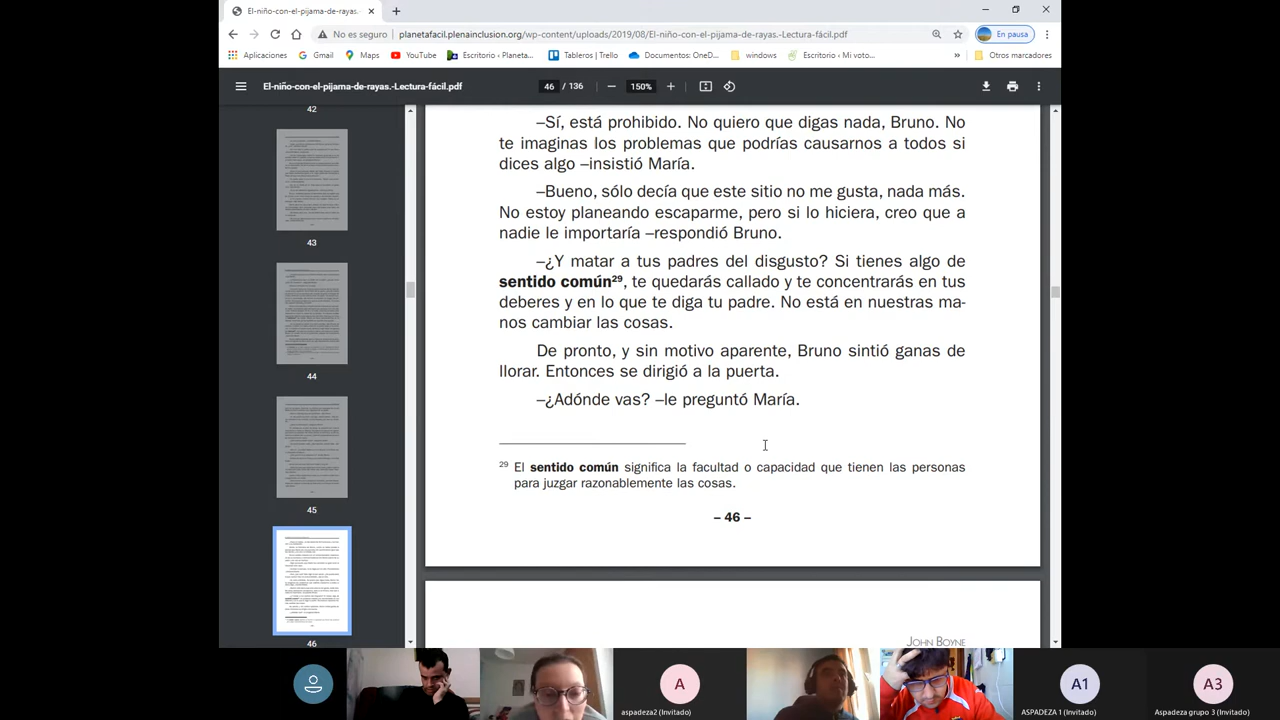 El-niño-con-el-pijama-de-rayas.-
No es seguro
planetafacil.plenainclusion.org/wp-content/uploads/2019/08/El-niño-con-el-pijama-de-rayas.-Lectura-fácil.pdf
En pausa
Aplicaciones
Gmail
Maps
YouTube
Escritorio < Planeta...
Tableros | Trello
Documentos: OneD...
windows
Escritorio < Mi voto...
»
Otros marcadores
El-niño-con-el-pijama-de-rayas.-Lectura-fácil.pdf
46 / 136
150%
42
43
44
45
46
–Sí, está prohibido. No quiero que digas nada, Bruno. No
te imaginas los problemas que podrías causarnos a todos si
dices algo –insistió María.
–Bueno, sólo decía que este sitio no me gusta, nada más.
No estoy planeando escaparme, pero si lo hiciera, creo que a
nadie le importaría –respondió Bruno.
–¿Y matar a tus padres del disgusto? Si tienes algo de
sentido común29, te quedarás callado y te concentrarás en tus
deberes y en lo que te diga tu padre. No está en nuestras ma-
nos cambiar las cosas.
De pronto, y sin motivo aparente, Bruno sintió ganas de
llorar. Entonces se dirigió a la puerta.
–¿Adónde vas? –le preguntó María.
29 El sentido común significa la facultad o capacidad que tienen las personas
para juzgar razonablemente las cosas.
– 46 –
JOHN BOYNE
A
aspadeza2 (Invitado)
A1
ASPADEZA 1 (Invitado)
A3
Aspadeza grupo 3 (Invitado)